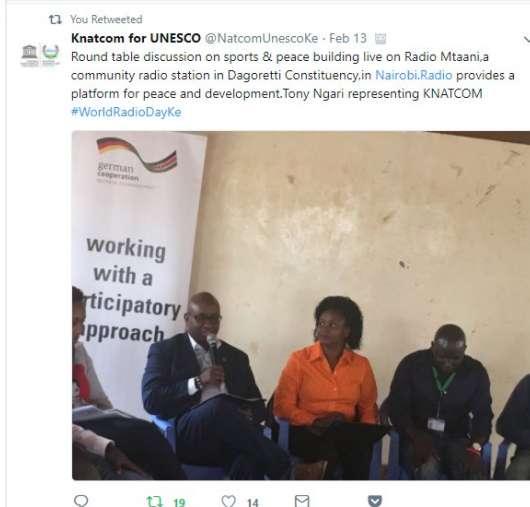 You Retweeted
Knatcom for UNESCO @NatcomUnescoKe · Feb 13
Round table discussion on sports & peace building live on Radio Mtaani,a
community radio station in Dagoretti Constituency,in Nairobi.Radio provides a
platform for peace and development.Tony Ngari representing KNATCOM
#WorldRadioDayKe
german
cooperation
working
with a
rticipatory
pproach
19
14